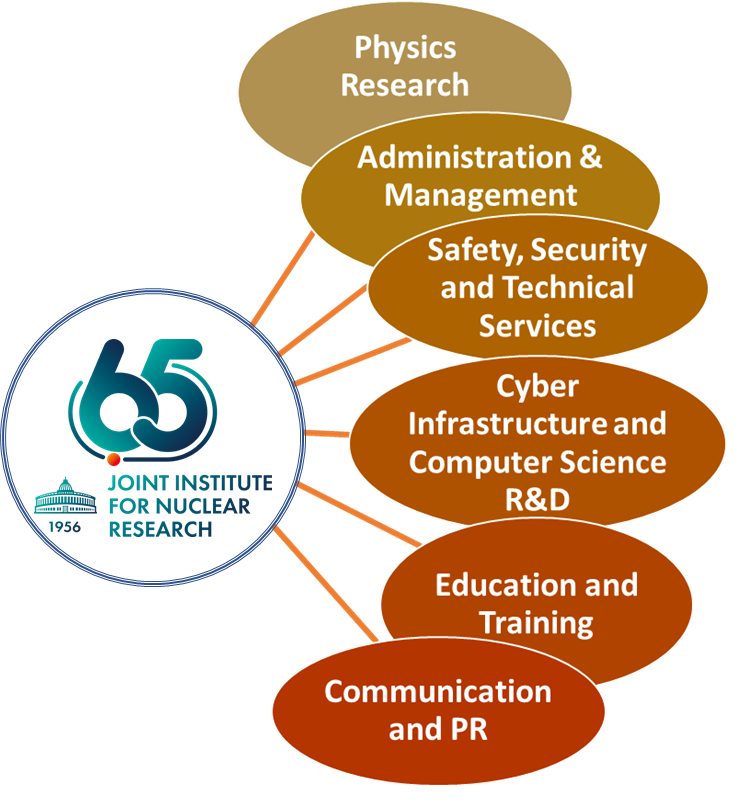 Physics
Research
Administration &
Management
Safety, Security
and Technical
Services
Cyber
Infrastructure and
Computer Science
R&D
Education and
Training
Communication
and PR
65
JOINT INSTITUTE
FOR NUCLEAR
RESEARCH
1956